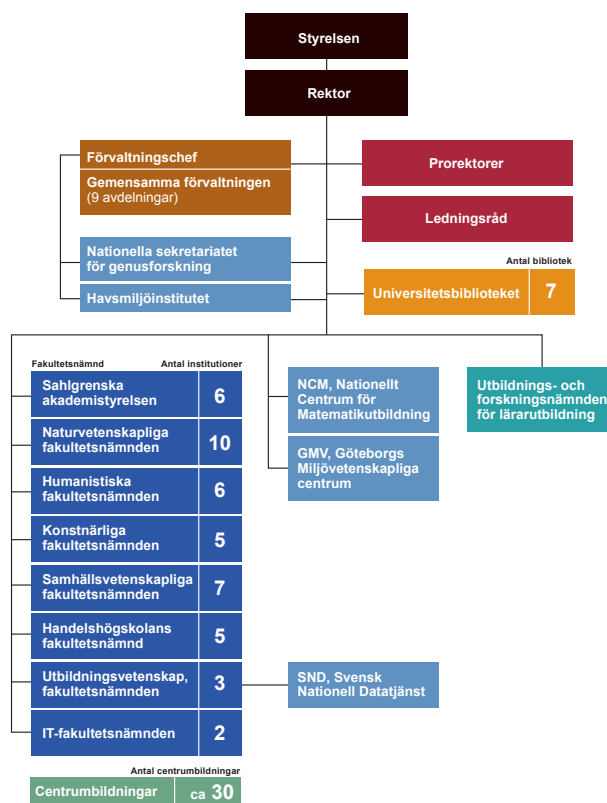 Styrelsen
Rektor
Förvaltningschef
Gemensamma förvaltningen
(9 avdelningar)
Prorektorer
Ledningsråd
Nationella sekretariatet
för genusforskning
Havsmiljöinstitutet
Antal bibliotek
Universitetsbiblioteket 7
Fakultetsnämnd Antal institutioner
Sahlgrenska
akademistyrelsen 6
Naturvetenskapliga
fakultetsnämnden 10
Humanistiska
fakultetsnämnden 6
Konstnärliga
fakultetsnämnden 5
Samhällsvetenskapliga
fakultetsnämnden 7
Handelshögskolans
fakultetsnämnd 5
Utbildningsvetenskap,
fakultetsnämnden 3
IT-fakultetsnämnden 2
NCM, Nationellt
Centrum för
Matematikutbildning
GMV, Göteborgs
Miljövetenskapliga
centrum
Utbildnings- och
forskningsnämnden
för lärarutbildning
SND, Svensk
Nationell Datatjänst
Antal centrumbildningar
Centrumbildningar ca 30